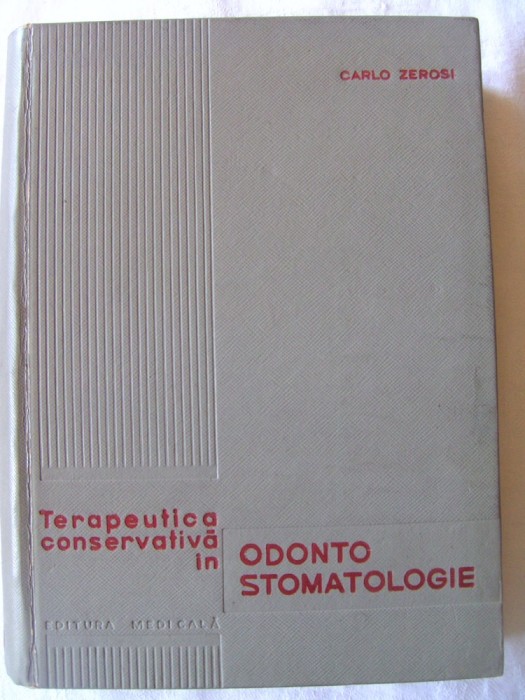 CARLO ZEROSI
Terapeutica
conservativă
in
ODONTO
STOMATOLOGIE
EDITURA MEDICALĂ